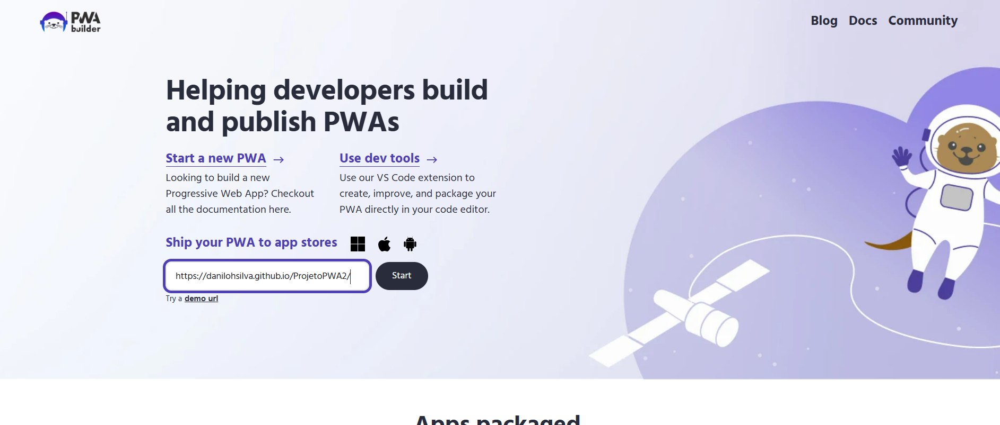 PWA
builder
Blog Docs Community
Helping developers build
and publish PWAs
Start a new PWA →
Looking to build a new
Progressive Web App? Checkout
all the documentation here.
Use dev tools →
Use our VS Code extension to
create, improve, and package your
PWA directly in your code editor.
Ship your PWA to app stores
https://danilohsilva.github.io/ProjetoPWA2/
Start
Try a demo url
Apps packaged